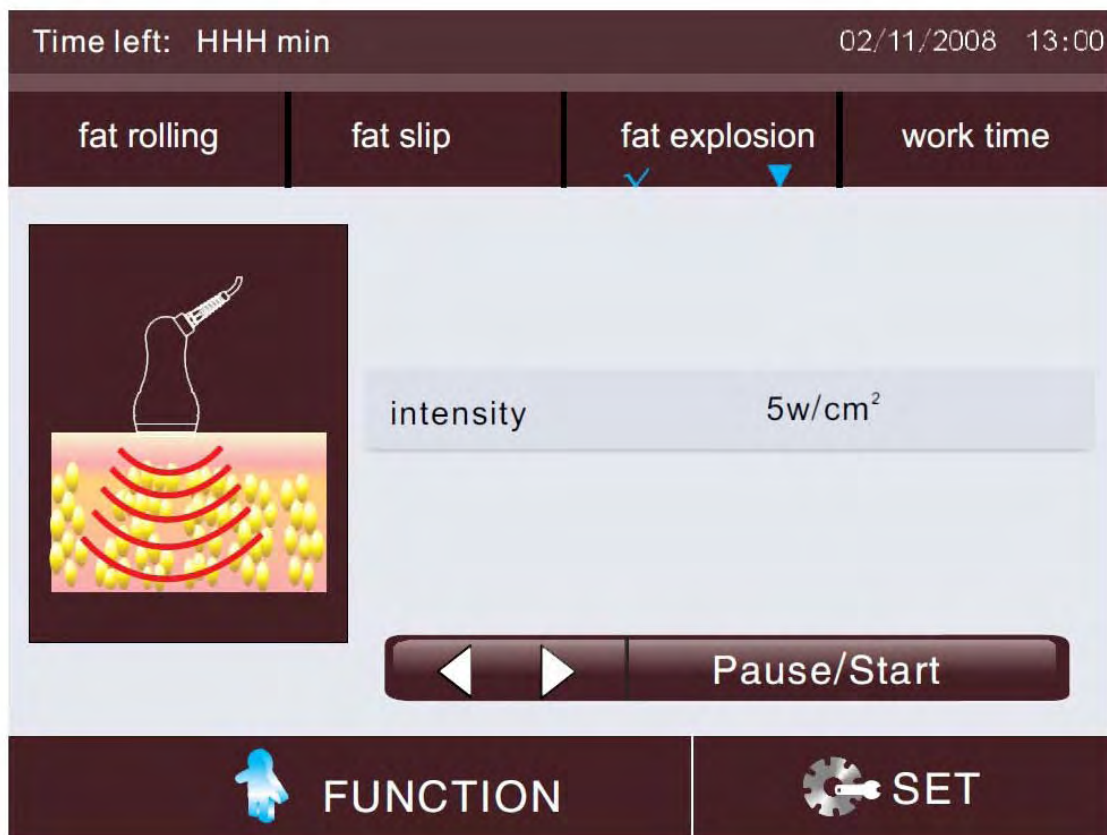 Time left: HHH min 02/11/2008 13:00
fat rolling fat slip fat explosion work time
intensity 5w/cm²
Pause/Start
FUNCTION SET